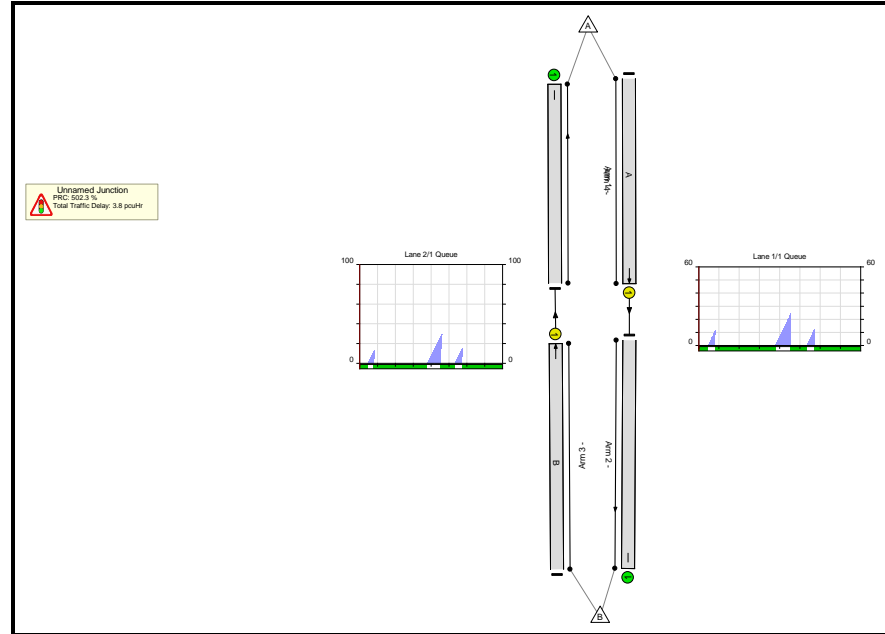 A
Unnamed Junction
PRC: 502.3 %
Total Traffic Delay: 3.8 pcuHr
A
Lane 2/1 Queue
100
100
0
0
Lane 1/1 Queue
60
60
0
0
B
Arm 3 -
Arm 2 -
B